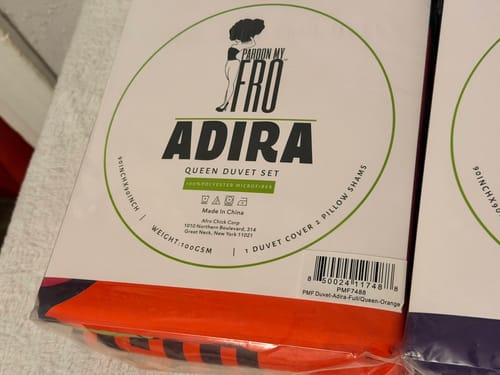 PARDON MY
FRO
ADIRA
QUEEN DUVET SET
100% POLYESTER MICROFIBER
Made In China
Afro Chick Corp
1010 Northern Boulevard, 314
Great Neck, New York 11021
90INCHX90INCH | WEIGHT:100GSM | 1 DUVET COVER 2 PILLOW SHAMS
8 50024 11748 8
PMF7488
PMF Duvet-Adira-Full/Queen-Orange
90INCHX90